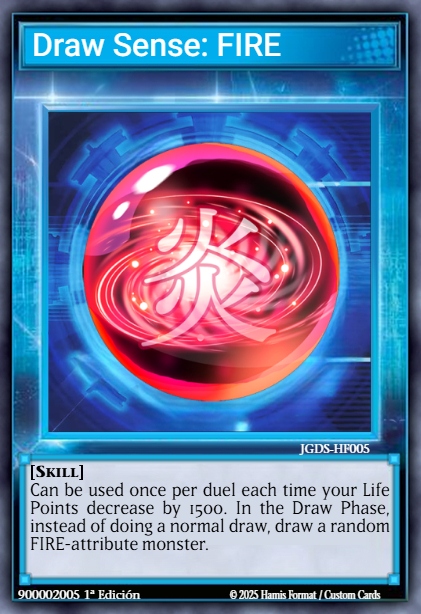 Draw Sense: FIRE
炎
JGDS-HF005
[SKILL]
Can be used once per duel each time your Life
Points decrease by 1500. In the Draw Phase,
instead of doing a normal draw, draw a random
FIRE-attribute monster.
900002005 1ª Edición
© 2025 Hamis Format / Custom Cards